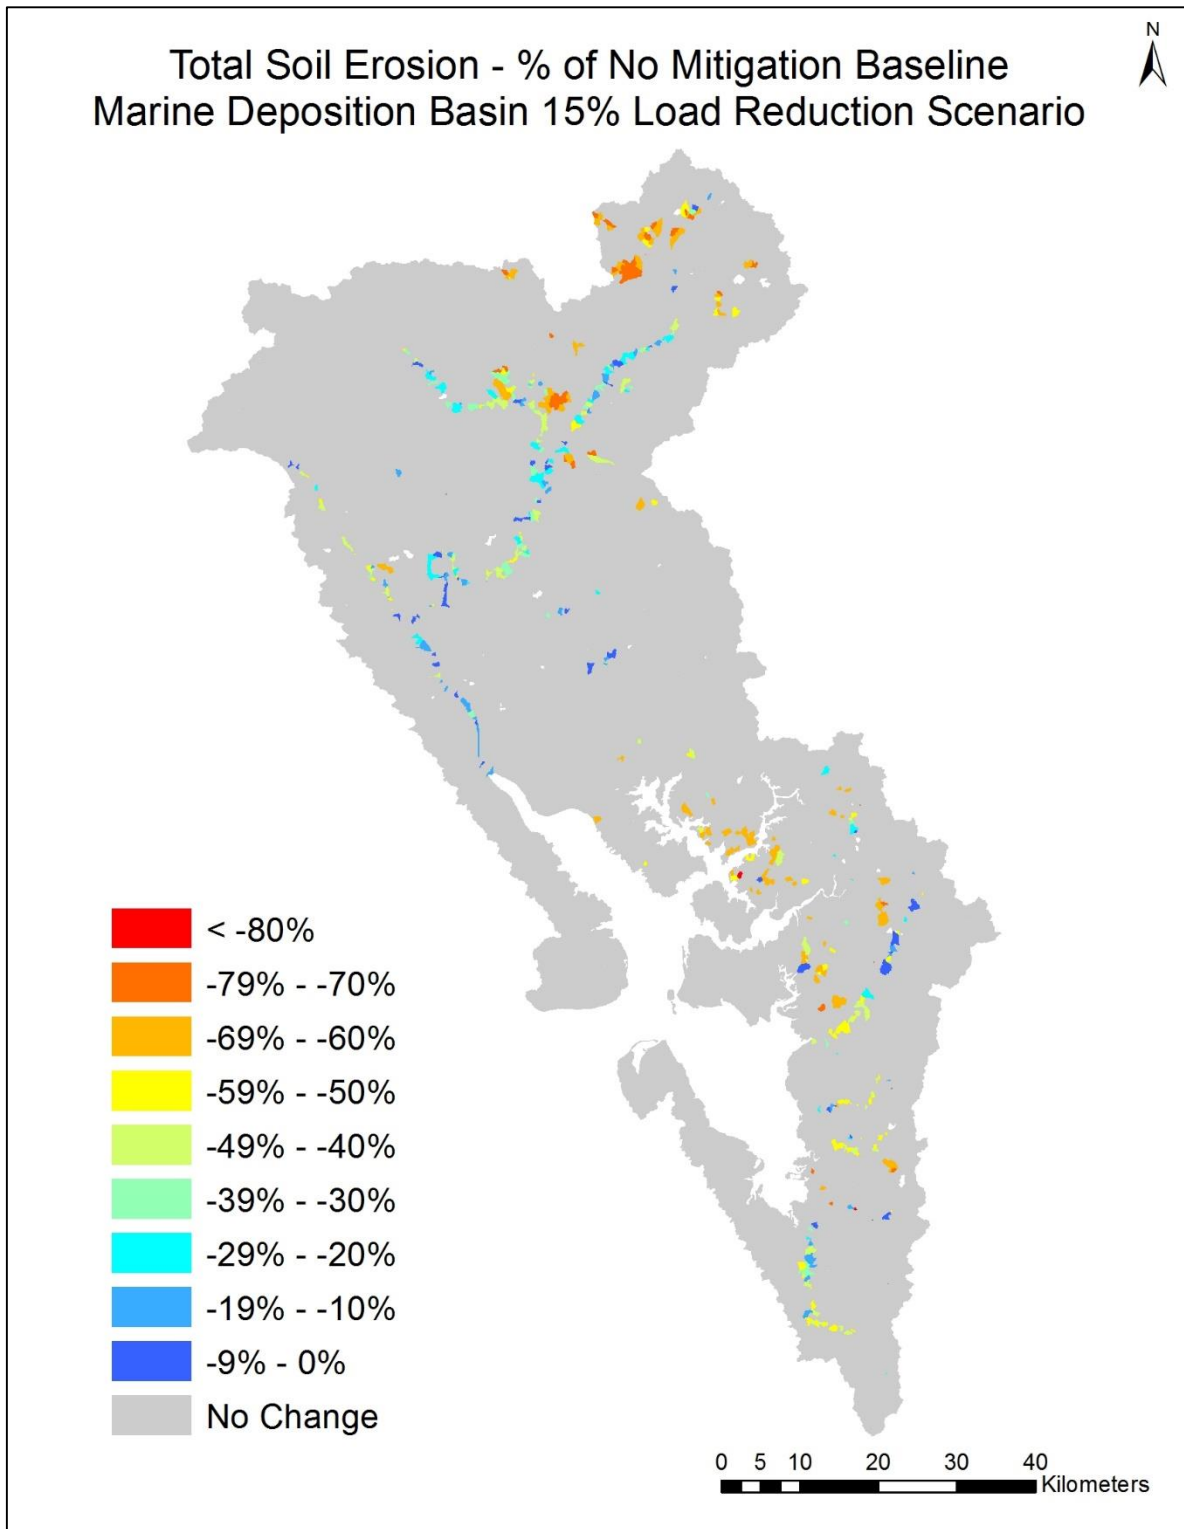 N
Total Soil Erosion - % of No Mitigation Baseline
Marine Deposition Basin 15% Load Reduction Scenario
< -80%
-79% - -70%
-69% - -60%
-59% - -50%
-49% - -40%
-39% - -30%
-29% - -20%
-19% - -10%
-9% - 0%
No Change
0 5 10 20 30 40
Kilometers